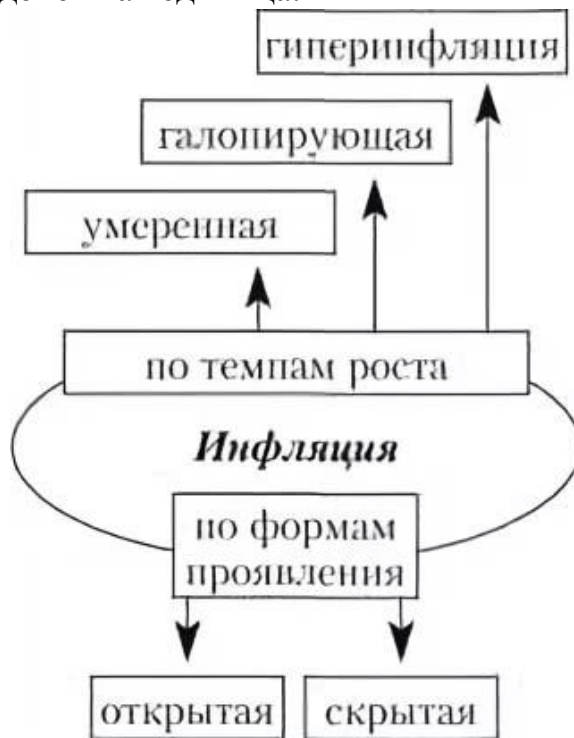 гиперинфляция
галопирующая
умеренная
по темпам роста
Инфляция
по формам
проявления
открытая
скрытая